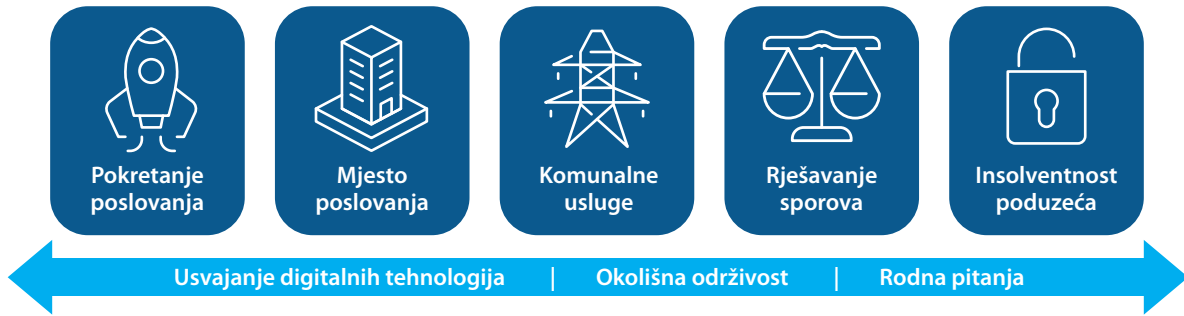 Pokretanje
poslovanja
Mjesto
poslovanja
Komunalne
usluge
Rješavanje
sporova
Insolventnost
poduzeća
Usvajanje digitalnih tehnologija | Okolišna održivost | Rodna pitanja